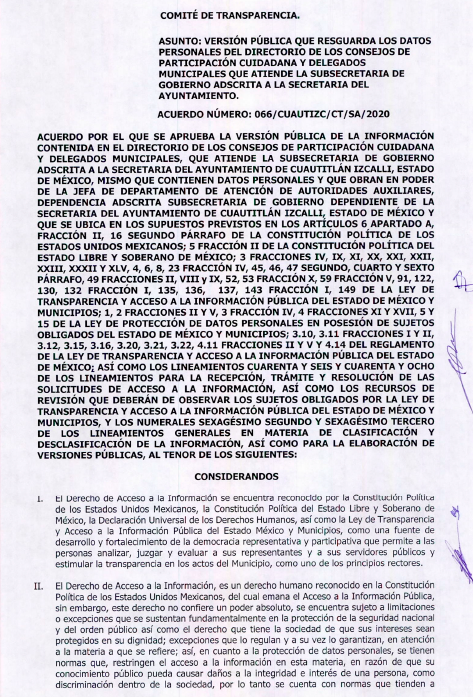 COMITÉ DE TRANSPARENCIA.
ASUNTO: VERSIÓN PÚBLICA QUE RESGUARDA LOS DATOS
PERSONALES DEL DIRECTORIO DE LOS CONSEJOS DE
PARTICIPACIÓN CUIDADANA Y DELEGADOS
MUNICIPALES QUE ATIENDE LA SUBSECRETARIA DE
GOBIERNO ADSCRITA A LA SECRETARIA DEL
AYUNTAMIENTO.
ACUERDO NÚMERO: 066/CUAUTIZC/CT/SA/2020
ACUERDO POR EL QUE SE APRUEBA LA VERSIÓN PÚBLICA DE LA INFORMACIÓN
CONTENIDA EN EL DIRECTORIO DE LOS CONSEJOS DE PARTICIPACIÓN CUIDADANA
Y DELEGADOS MUNICIPALES, QUE ATIENDE LA SUBSECRETARIA DE GOBIERNO
ADSCRITA A LA SECRETARIA DEL AYUNTAMIENTO DE CUAUTITLÁN IZCALLI, ESTADO
DE MÉXICO, MISMO QUE CONTIENEN DATOS PERSONALES Y QUE OBRAN EN PODER
DE LA JEFA DE DEPARTAMENTO DE ATENCIÓN DE AUTORIDADES AUXILIARES,
DEPENDENCIA ADSCRITA SUBSECRETARIA DE GOBIERNO DEPENDIENTE DE LA
SECRETARIA DEL AYUNTAMIENTO DE CUAUTITLÁN IZCALLI, ESTADO DE MÉXICO Y
QUE SE UBICA EN LOS SUPUESTOS PREVISTOS EN LOS ARTÍCULOS 6 APARTADO A,
FRACCIÓN II, 16 SEGUNDO PÁRRAFO DE LA CONSTITUCIÓN POLÍTICA DE LOS
ESTADOS UNIDOS MEXICANOS; 5 FRACCIÓN II DE LA CONSTITUCIÓN POLÍTICA DEL
ESTADO LIBRE Y SOBERANO DE MÉXICO; 3 FRACCIONES IV, IX, XI, XX, XXI, XXII,
XXIII, XXXII Y XLV, 4, 6, 8, 23 FRACCIÓN IV, 45, 46, 47 SEGUNDO, CUARTO Y SEXTO
PÁRRAFO, 49 FRACCIONES II, VIII y IX, 52, 53 FRACCIÓN X, 59 FRACCIÓN V, 91, 122,
130, 132 FRACCIÓN I, 135, 136, 137, 143 FRACCIÓN I, 149 DE LA LEY DE
TRANSPARENCIA Y ACCESO A LA INFORMACIÓN PÚBLICA DEL ESTADO DE MÉXICO Y
MUNICIPIOS; 1, 2 FRACCIONES II Y V, 3 FRACCIÓN IV, 4 FRACCIONES XI Y XVII, 5 Y
15 DE LA LEY DE PROTECCIÓN DE DATOS PERSONALES EN POSESIÓN DE SUJETOS
OBLIGADOS DEL ESTADO DE MÉXICO Y MUNICIPIOS; 3.10, 3.11 FRACCIONES I Y II,
3.12, 3.15, 3.16, 3.20, 3.21, 3.22, 4.11 FRACCIONES II Y V Y 4.14 DEL REGLAMENTO
DE LA LEY DE TRANSPARENCIA Y ACCESO A LA INFORMACIÓN PÚBLICA DEL ESTADO DE
MÉXICO; ASÍ COMO LOS LINEAMIENTOS CUARENTA Y SEIS Y CUARENTA Y OCHO
DE LOS LINEAMIENTOS PARA LA RECEPCIÓN, TRÁMITE Y RESOLUCIÓN DE LAS
SOLICITUDES DE ACCESO A LA INFORMACIÓN, ASÍ COMO LOS RECURSOS DE
REVISIÓN QUE DEBERÁN DE OBSERVAR LOS SUJETOS OBLIGADOS POR LA LEY DE
TRANSPARENCIA Y ACCESO A LA INFORMACIÓN PÚBLICA DEL ESTADO DE MÉXICO Y
MUNICIPIOS, Y LOS NUMERALES SEXAGÉSIMO SEGUNDO Y SEXAGÉSIMO TERCERO
DE LOS LINEAMIENTOS GENERALES EN MATERIA DE CLASIFICACIÓN Y
DESCLASIFICACIÓN DE LA INFORMACIÓN, ASÍ COMO PARA LA ELABORACIÓN DE
VERSIONES PÚBLICAS, AL TENOR DE LOS SIGUIENTES:
CONSIDERANDOS
I. El Derecho de Acceso a la Información se encuentra reconocido por la Constitución Política
de los Estados Unidos Mexicanos, la Constitución Política del Estado Libre y Soberano de
México, la Declaración Universal de los Derechos Humanos, así como la Ley de Transparencia
y Acceso a la Información Pública del Estado México y Municipios, como una fuente de
desarrollo y fortalecimiento de la democracia representativa y participativa que permite a las
personas analizar, juzgar y evaluar a sus representantes y a sus servidores públicos y
estimular la transparencia en los actos del Municipio, como uno de los principios rectores.
II. El Derecho de Acceso a la Información, es un derecho humano reconocido en la Constitución
Política de los Estados Unidos Mexicanos, del cual emana el Acceso a la Información Pública,
sin embargo, este derecho no confiere un poder absoluto, se encuentra sujeto a limitaciones
o excepciones que se sustentan fundamentalmente en la protección de la seguridad nacional
y del orden público así como el derecho que tiene la sociedad de que sus intereses sean
protegidos en su dignidad; excepciones que lo regulan y a su vez lo garantizan, en atención
a la materia a que se refiere; así, en cuanto a la protección de datos personales, se tienen
normas que, restringen el acceso a la información en esta materia, en razón de que su
conocimiento público pueda causar daños a la integridad e interés de una persona, como
discriminación dentro de la sociedad, por lo tanto se cuenta con normas que tienden a